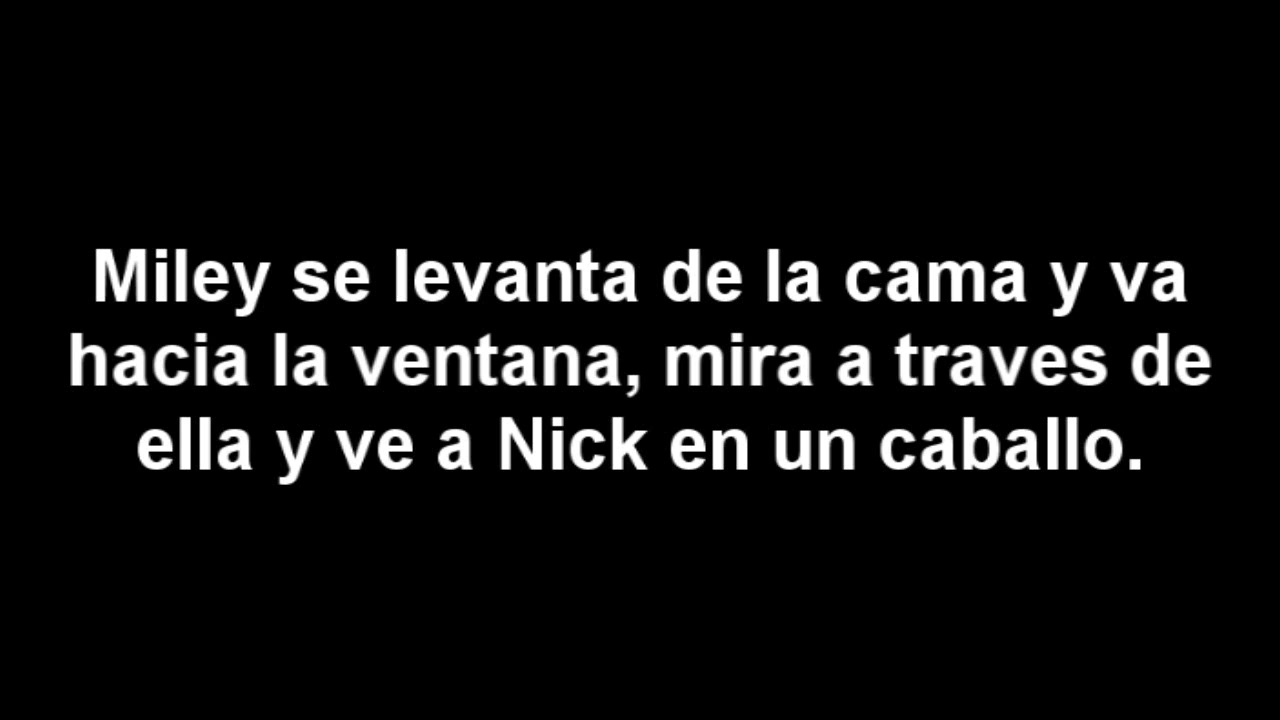 Miley se levanta de la cama y va
hacia la ventana, mira a traves de
ella y ve a Nick en un caballo.